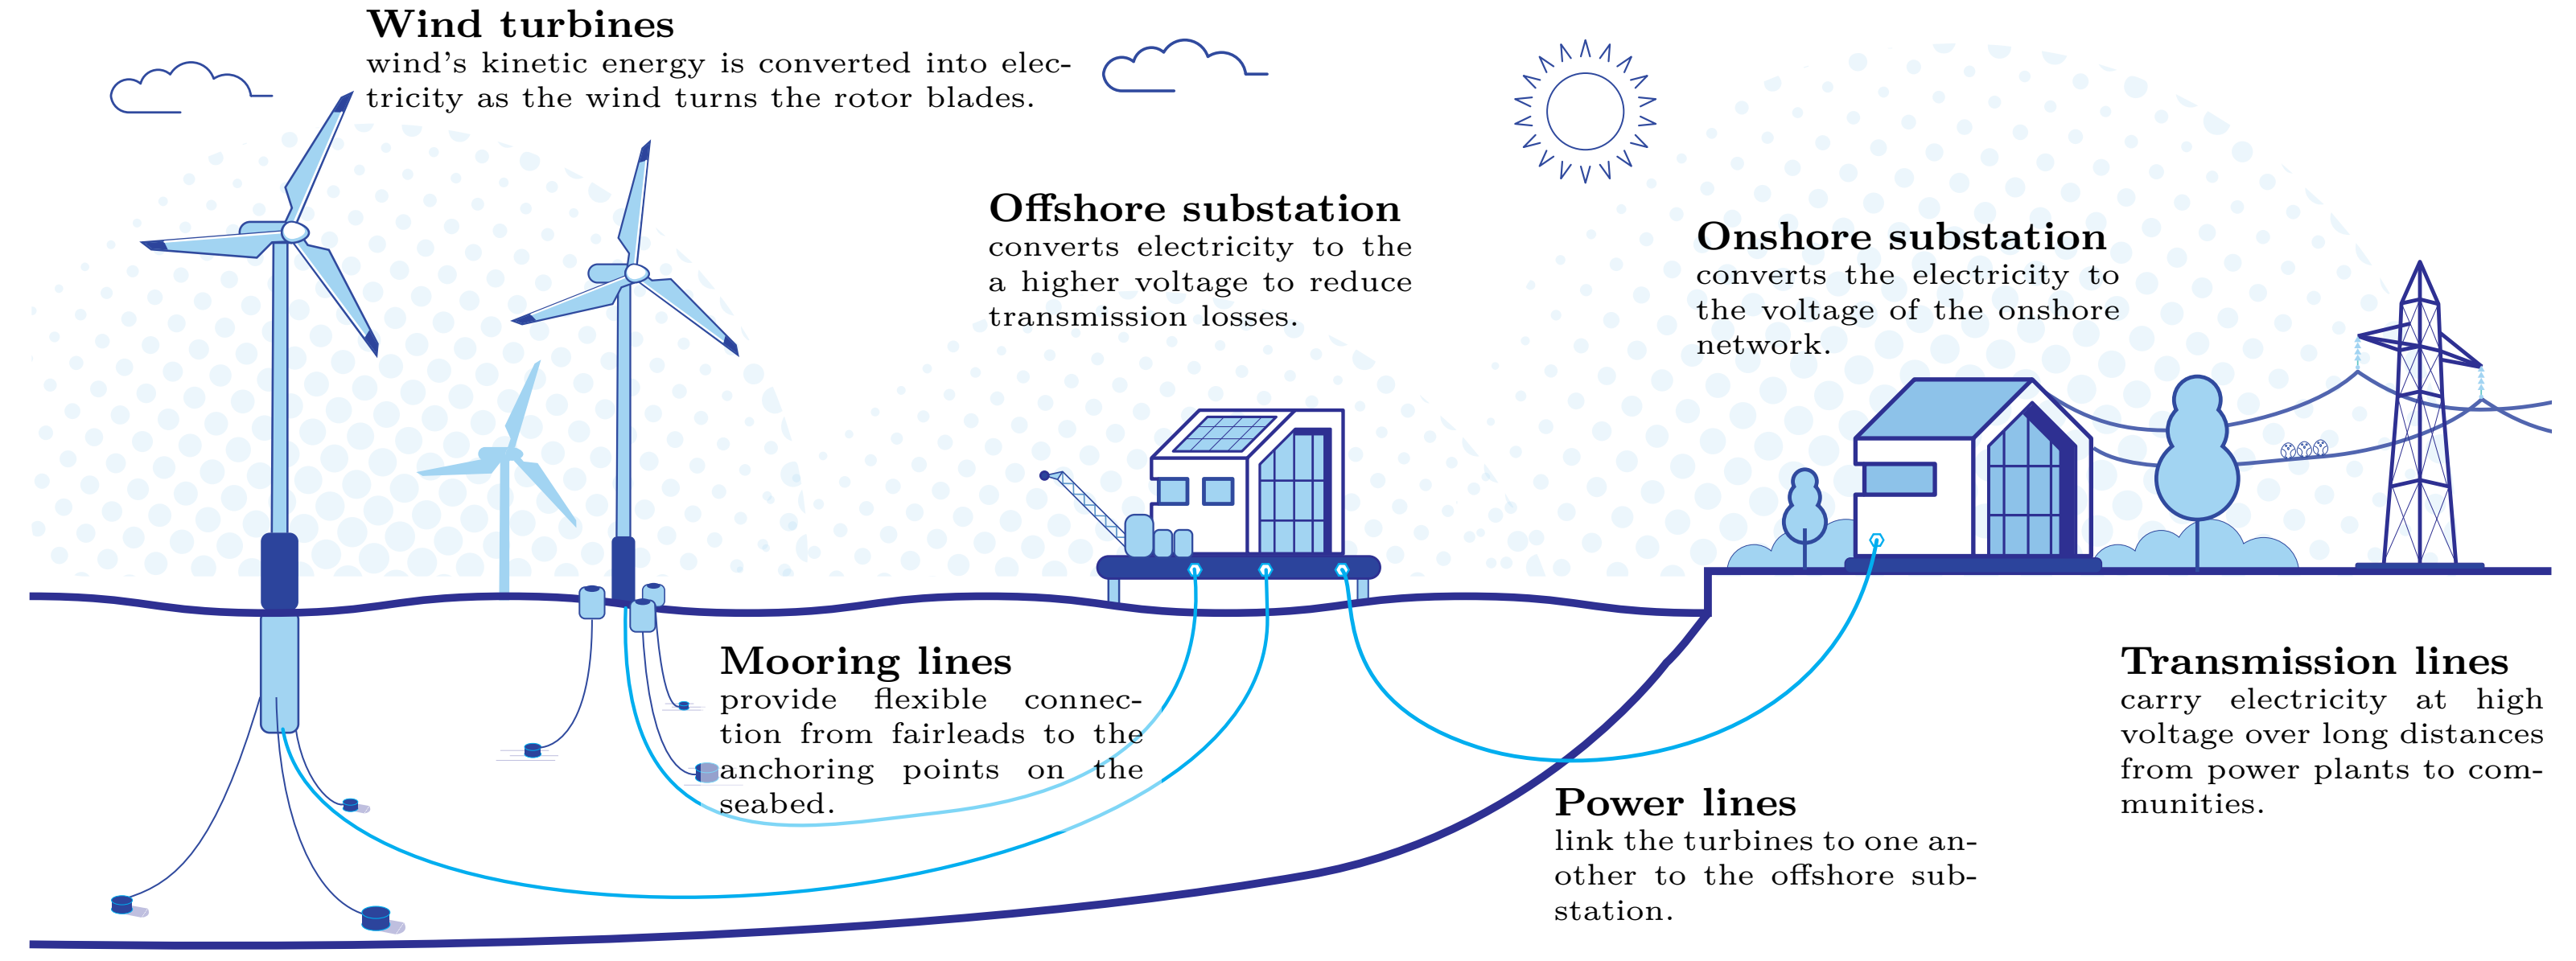 Wind turbines
wind's kinetic energy is converted into elec-
tricity as the wind turns the rotor blades.
Offshore substation
converts electricity to the
a higher voltage to reduce
transmission losses.
Onshore substation
converts the electricity to
the voltage of the onshore
network.
Mooring lines
provide flexible connec-
tion from fairleads to the
anchoring points on the
seabed.
Power lines
link the turbines to one an-
other to the offshore sub-
station.
Transmission lines
carry electricity at high
voltage over long distances
from power plants to com-
munities.